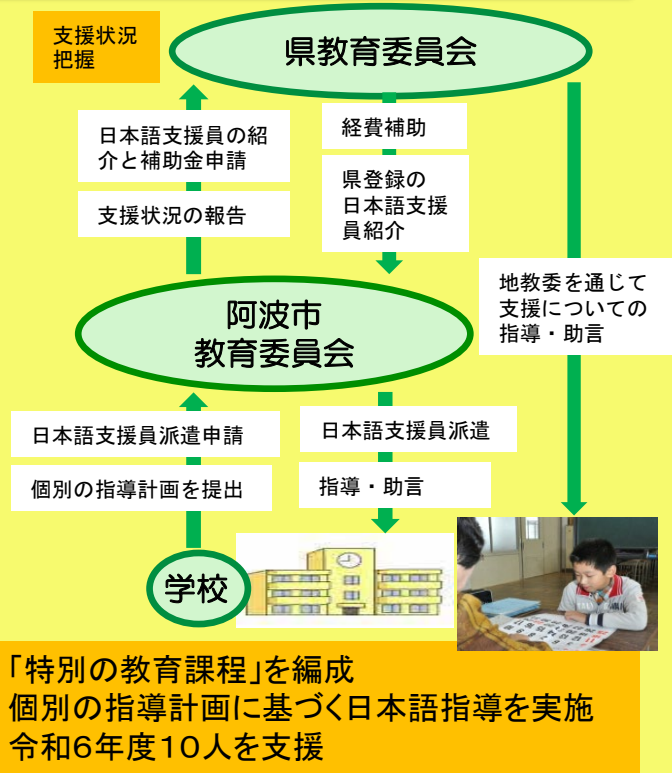 支援状況
把握
県教育委員会
日本語支援員の紹
介と補助金申請
支援状況の報告
経費補助
県登録の
日本語支援
員紹介
地教委を通じて
支援についての
指導・助言
阿波市
教育委員会
日本語支援員派遣申請
個別の指導計画を提出
日本語支援員派遣
指導・助言
学校
「特別の教育課程」を編成
個別の指導計画に基づく日本語指導を実施
令和6年度10人を支援